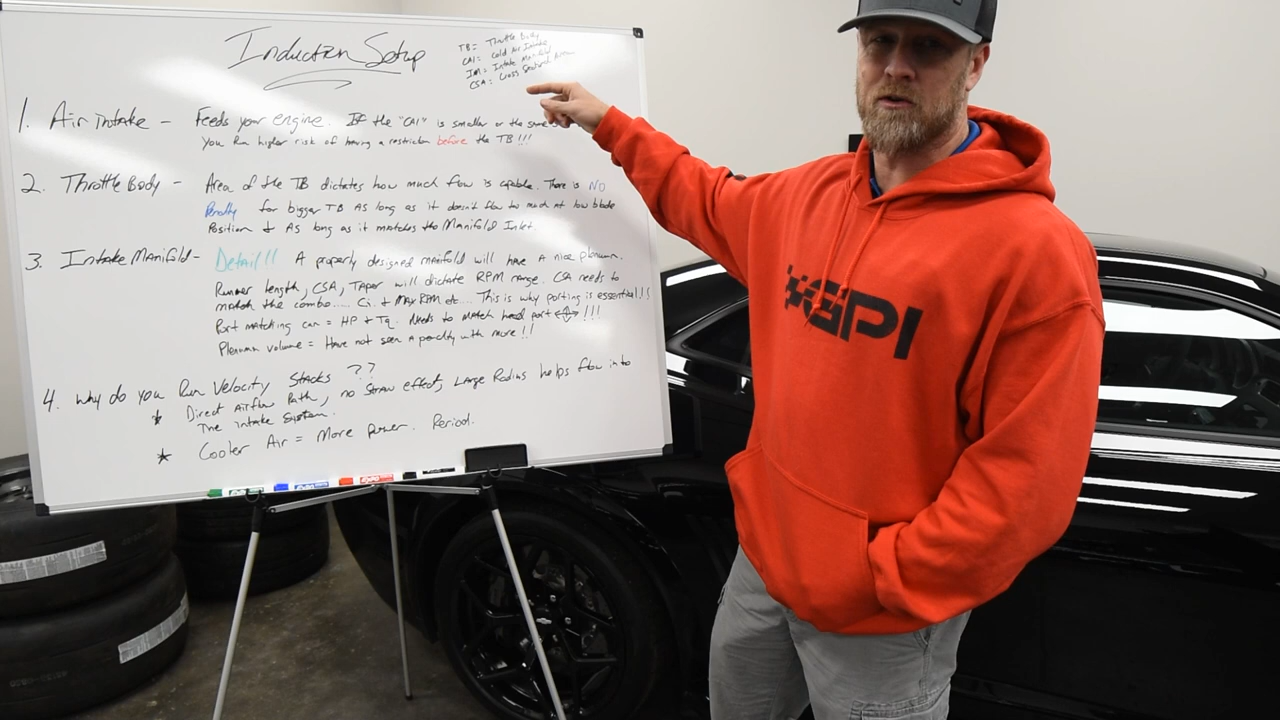 Induction Setup
TB = Throttle Body
CAI = Cold Air Intake
IM = Intake Manifold
CSA = Cross Sectional Area
1. Air intake - Feeds your engine. If the "CAI" is smaller or the same
you Run higher risk of having a restriction before the TB!!!
2. Throttle Body - Area of the TB dictates how much flow is capable. There is NO
Penalty for bigger TB As long as it doesn't flow to much at low blade
Position & As long as it matches the Manifold Inlet.
3. Intake Manifold - Detail!! A properly designed manifold will have A nice plenum.
Runner length, CSA, Taper will dictate RPM range. CSA needs to
match the combo.... Ci. & Max RPM etc... This is why porting is essential!!!
Port matching can = HP & Tq. Needs to match head port !!!
Plenum volume = Have not seen a penalty with more!!
4. Why do you Run Velocity Stacks ??
* Direct Airflow Path, no Straw effect, Large Radius helps flow into
The intake System.
* Cooler Air = More power. Period.
GPI
EXPO
EXPO
EXPO